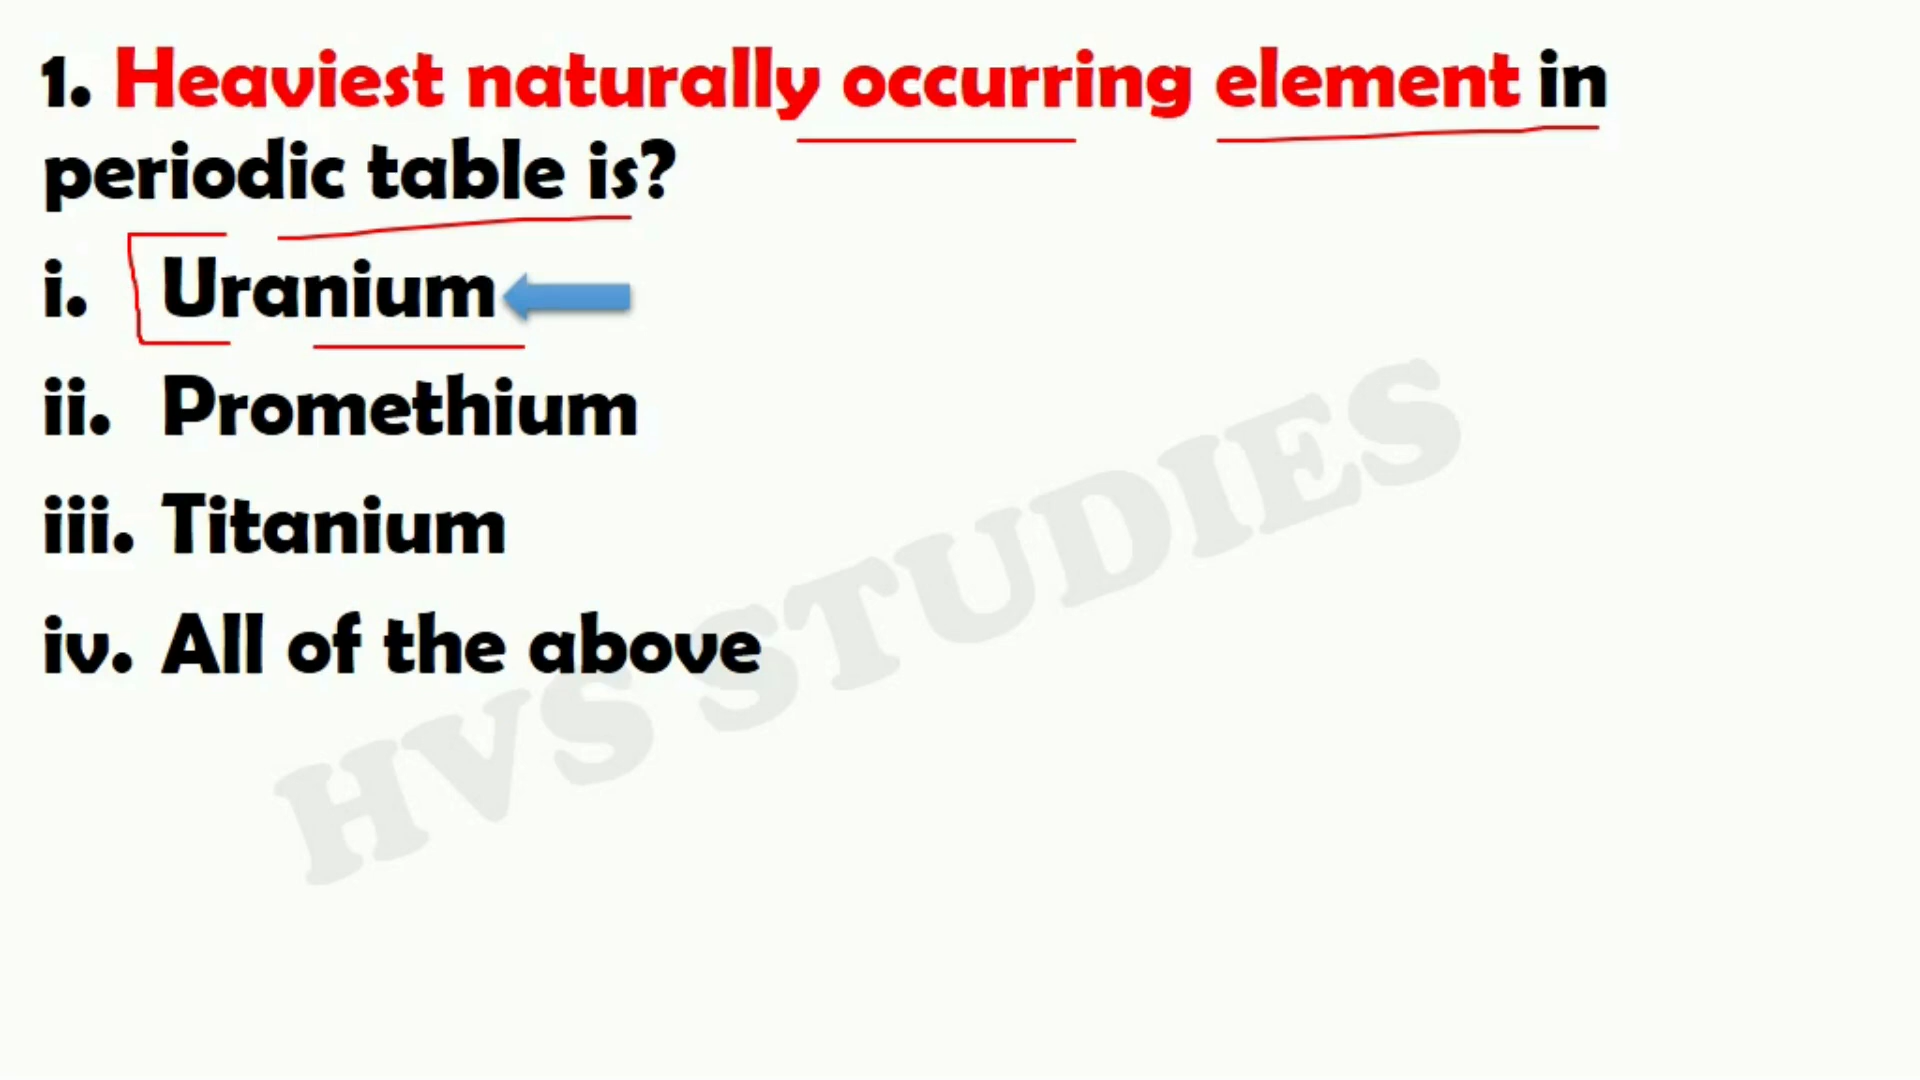 1. Heaviest naturally occurring element in
periodic table is?
i. Uranium
ii. Promethium
iii. Titanium
iv. All of the above
HVS STUDIES